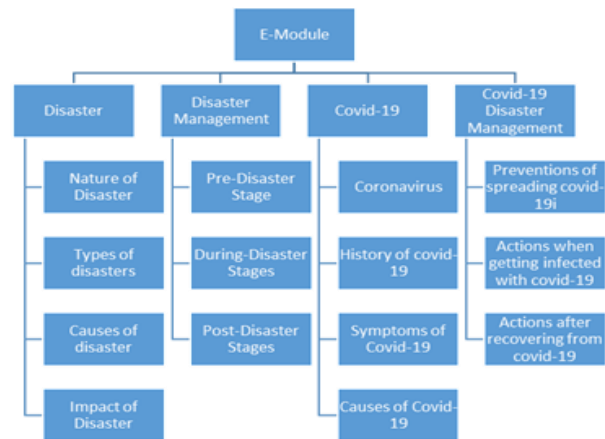 E-Module
Disaster
Nature of
Disaster
Types of
disasters
Causes of
disaster
Impact of
Disaster
Disaster
Management
Pre-Disaster
Stage
During-Disaster
Stages
Post-Disaster
Stages
Covid-19
Coronavirus
History of covid-
19
Symptoms of
Covid-19
Causes of Covid-
19
Covid-19
Disaster
Management
Preventions of
spreading covid-
19i
Actions when
getting infected
with covid-19
Actions after
recovering from
covid-19